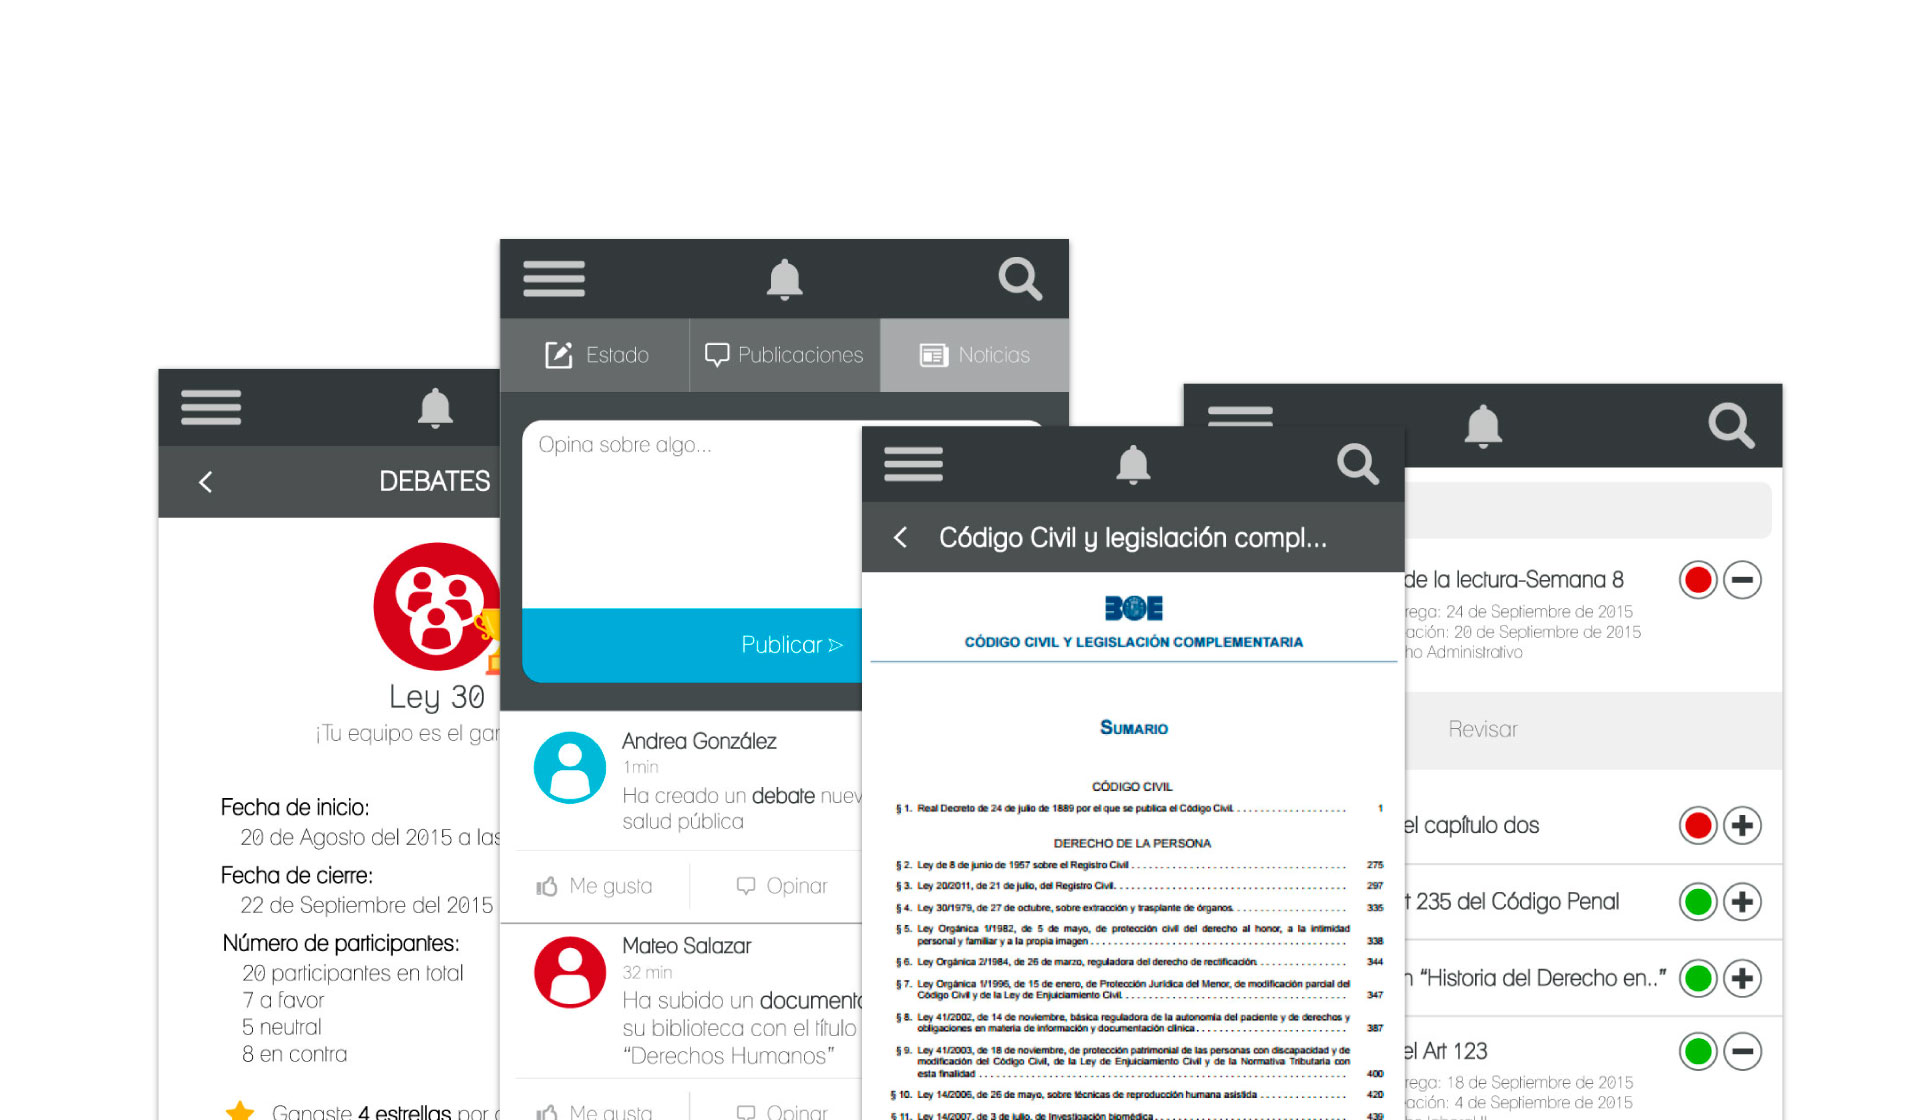 DEBATES
Ley 30
¡Tu equipo es el
Fecha de inicio:
20 de Agosto del 2015 a las
Fecha de cierre:
22 de Septiembre del 2015
Número de participantes:
20 participantes en total
7 a favor
5 neutral
8 en contra
Ganaste 4 estrellas por
Estado
Publicaciones
Noticias
Opina sobre algo...
Publicar
Andrea González
1min
Ha creado un debate
salud pública
Me gusta
Opinar
Mateo Salazar
32 min
Ha subido un documento
su biblioteca con el título
“Derechos Humanos”
Me gusta
Opinar
Código Civil y legislación compl...
BOE
CÓDIGO CIVIL Y LEGISLACIÓN COMPLEMENTARIA
SUMARIO
CÓDIGO CIVIL
§ 1. Real Decreto de 24 de julio de 1889 por el que se publica el Código Civil. 1
DERECHO DE LA PERSONA
§ 2. Ley de 8 de junio de 1957 sobre el Registro Civil 275
§ 3. Ley 20/2011, de 21 de julio, del Registro Civil. 297
§ 4. Ley 30/1979, de 27 de octubre, sobre extracción y trasplante de órganos. 335
§ 5. Ley Orgánica 1/1982, de 5 de mayo, de protección civil del derecho al honor, a la intimidad
personal y familiar y a la propia imagen 338
§ 6. Ley Orgánica 2/1984, de 26 de marzo, reguladora del derecho de rectificación. 344
§ 7. Ley Orgánica 1/1996, de 15 de enero, de Protección Jurídica del Menor, de modificación parcial del
Código Civil y de la Ley de Enjuiciamiento Civil. 347
§ 8. Ley 41/2002, de 14 de noviembre, básica reguladora de la autonomía del paciente y de derechos y
obligaciones en materia de información y documentación clínica 387
§ 9. Ley 41/2003, de 18 de noviembre, de protección patrimonial de las personas con discapacidad y de
modificación del Código Civil, de la Ley de Enjuiciamiento Civil y de la Normativa Tributaria con
esta finalidad 400
§ 10. Ley 14/2006, de 26 de mayo, sobre técnicas de reproducción humana asistida 420
§ 11. Ley 14/2007, de 3 de julio, de Investigación biomédica 439
de la lectura-Semana 8
24 de Septiembre de 2015
20 de Septiembre de 2015
Administrativo
Revisar
el capítulo dos
235 del Código Penal
“Historia del Derecho en..”
el Art 123
18 de Septiembre de 2015
4 de Septiembre de 2015